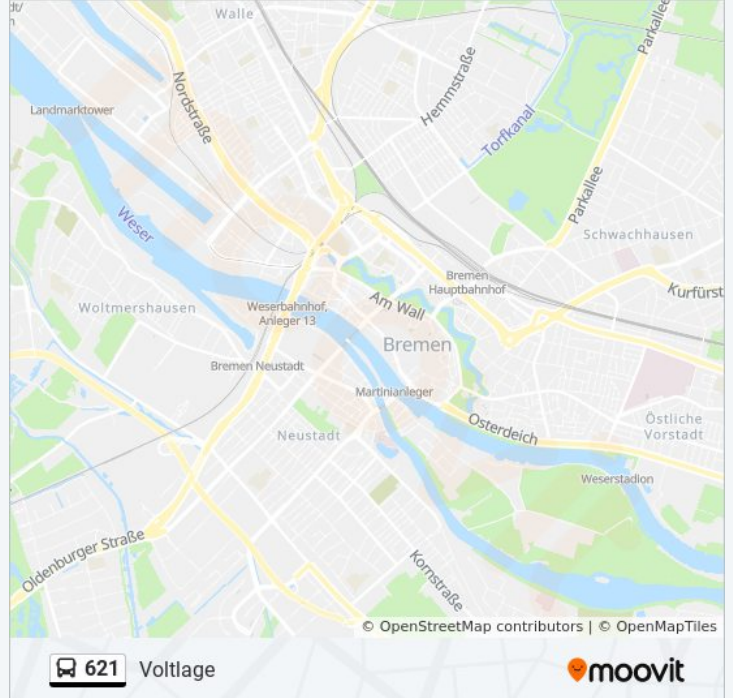 dt/
Walle
Parkallee
Nordstraße
Hemmstraße
Landmarktower
Torfkanal
Parkallee
Weser
Schwachhausen
Bremen
Hauptbahnhof
Kurfürst
Am Wall
Woltmershausen
Weserbahnhof,
Anleger 13
Bremen
Bremen Neustadt
Martinianleger
Osterdeich
Östliche
Vorstadt
Neustadt
Weserstadion
Oldenburger Straße
Kornstraße
© OpenStreetMap contributors | © OpenMapTiles
621 Voltlage
moovit